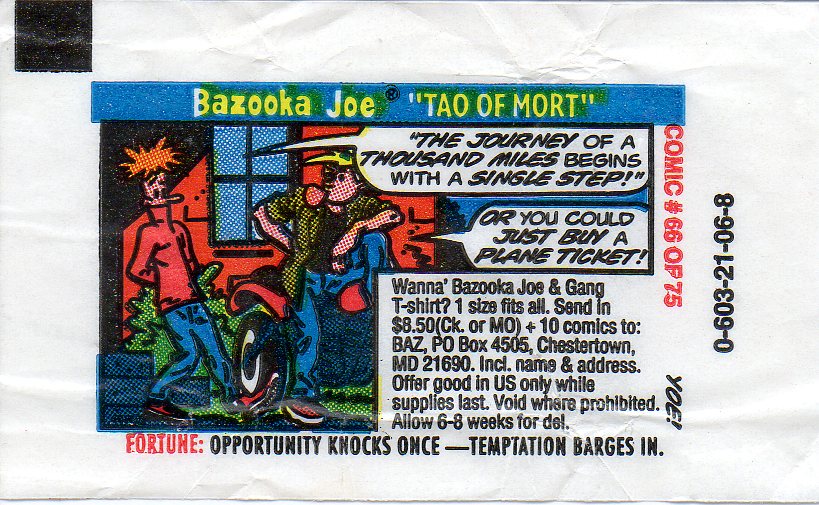 Bazooka Joe® "TAO OF MORT"
"THE JOURNEY OF A
THOUSAND MILES BEGINS
WITH A SINGLE STEP!"
OR YOU COULD
JUST BUY A
PLANE TICKET!
Wanna' Bazooka Joe & Gang
T-shirt? 1 size fits all. Send in
$8.50(Ck. or MO) + 10 comics to:
BAZ, PO Box 4505, Chestertown,
MD 21690. Incl. name & address.
Offer good in US only while
supplies last. Void where prohibited.
Allow 6-8 weeks for del.
COMIC # 66 OF 75
YOE!
0-603-21-06-8
FORTUNE: OPPORTUNITY KNOCKS ONCE —TEMPTATION BARGES IN.